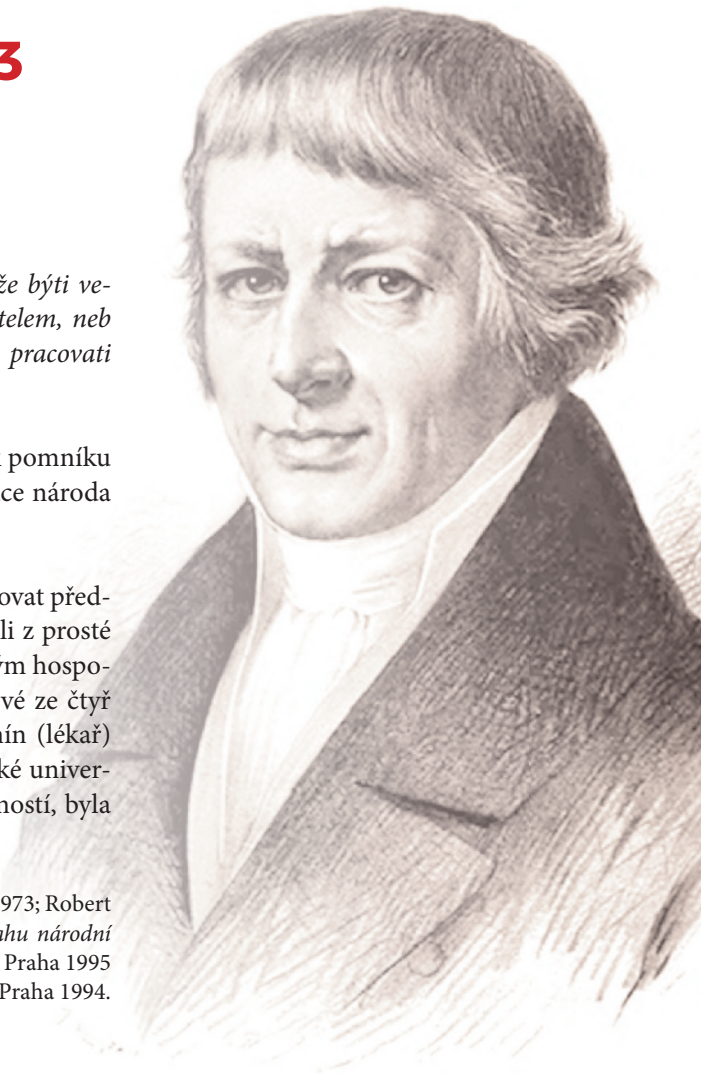 3
že býti ve-
telem, neb
pracovati
pomníku
ce národa
ovat před-
li z prosté
ým hospo-
vé ze čtyř
nín (lékař)
ké univer-
ností, byla
973; Robert
ahu národní
Praha 1995
Praha 1994.